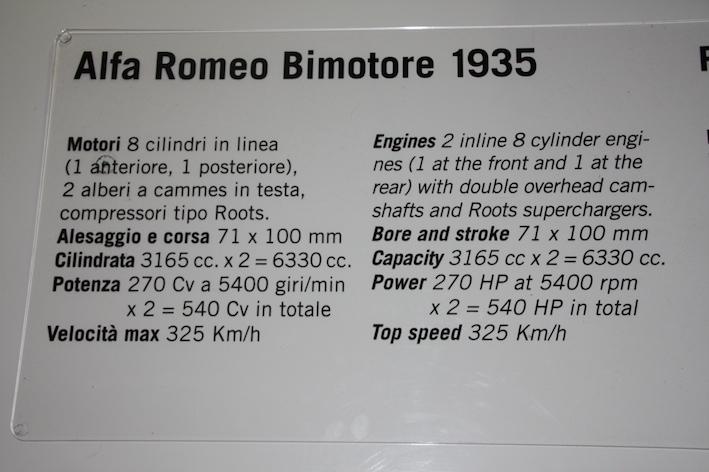 Alfa Romeo Bimotore 1935
Motori 8 cilindri in linea
(1 anteriore, 1 posteriore),
2 alberi a cammes in testa,
compressori tipo Roots.
Alesaggio e corsa 71 x 100 mm
Cilindrata 3165 cc. x 2 = 6330 cc.
Potenza 270 Cv a 5400 giri/min
x 2 = 540 Cv in totale
Velocità max 325 Km/h
Engines 2 inline 8 cylinder engi-
nes (1 at the front and 1 at the
rear) with double overhead cam-
shafts and Roots superchargers.
Bore and stroke 71 x 100 mm
Capacity 3165 cc x 2 = 6330 cc.
Power 270 HP at 5400 rpm
x 2 = 540 HP in total
Top speed 325 Km/h